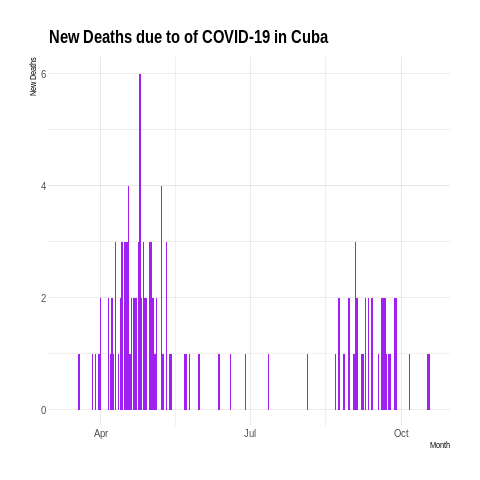 New Deaths due to of COVID-19 in Cuba
New Deaths
6
4
2
0
Apr
Jul
Oct
Month